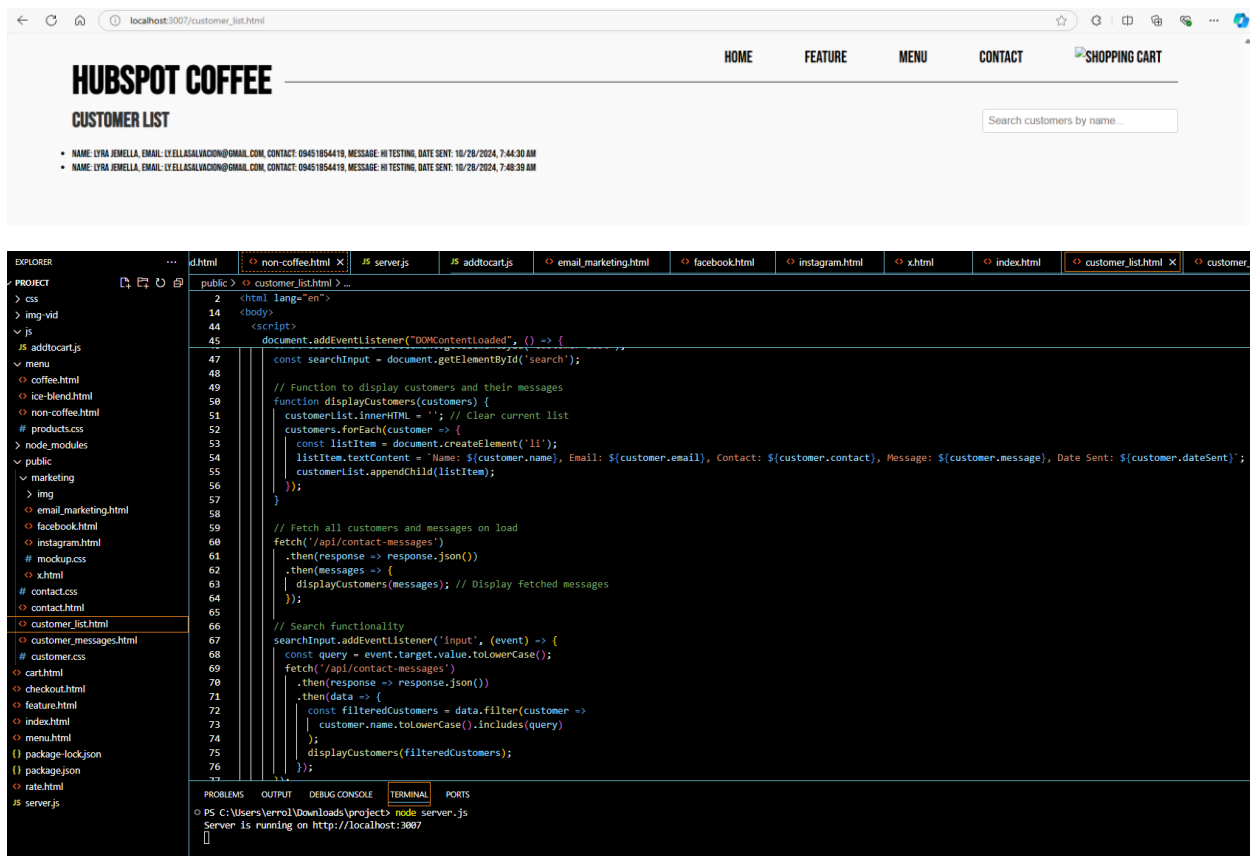 localhost:3007/customer_list.html
HOME FEATURE MENU CONTACT SHOPPING CART
HUBSPOT COFFEE
CUSTOMER LIST
Search customers by name...
NAME: LYRA JEMELLA, EMAIL: LY.ELLASALVACION@GMAIL.COM, CONTACT: 09451854419, MESSAGE: HI TESTING, DATE SENT: 10/28/2024, 7:44:30 AM
NAME: LYRA JEMELLA, EMAIL: LY.ELLASALVACION@GMAIL.COM, CONTACT: 09451854419, MESSAGE: HI TESTING, DATE SENT: 10/28/2024, 7:48:39 AM
EXPLORER
PROJECT
css
img-vid
js
JS addtocart.js
menu
coffee.html
ice-blend.html
non-coffee.html
# products.css
node_modules
public
marketing
img
email_marketing.html
facebook.html
instagram.html
# mockup.css
x.html
# contact.css
contact.html
customer_list.html
customer_messages.html
# customer.css
cart.html
checkout.html
feature.html
index.html
menu.html
{} package-lock.json
{} package.json
rate.html
JS server.js
d.html <> non-coffee.html JS server.js JS addtocart.js <> email_marketing.html <> facebook.html <> instagram.html <> x.html <> index.html <> customer_list.html <> customer_
public > <> customer_list.html > ...
2 <html lang="en">
14 <body>
44 <script>
45 document.addEventListener("DOMContentLoaded", () => {
47 const searchInput = document.getElementById('search');
48
49 // Function to display customers and their messages
50 function displayCustomers(customers) {
51 customerList.innerHTML = ''; // Clear current list
52 customers.forEach(customer => {
53 const listItem = document.createElement('li');
54 listItem.textContent = `Name: ${customer.name}, Email: ${customer.email}, Contact: ${customer.contact}, Message: ${customer.message}, Date Sent: ${customer.dateSent}`;
55 customerList.appendChild(listItem);
56 });
57 }
58
59 // Fetch all customers and messages on load
60 fetch('/api/contact-messages')
61 .then(response => response.json())
62 .then(messages => {
63 displayCustomers(messages); // Display fetched messages
64 });
65
66 // Search functionality
67 searchInput.addEventListener('input', (event) => {
68 const query = event.target.value.toLowerCase();
69 fetch('/api/contact-messages')
70 .then(response => response.json())
71 .then(data => {
72 const filteredCustomers = data.filter(customer =>
73 customer.name.toLowerCase().includes(query)
74 );
75 displayCustomers(filteredCustomers);
76 });
PROBLEMS OUTPUT DEBUG CONSOLE TERMINAL PORTS
PS C:\Users\errol\Downloads\project> node server.js
Server is running on http://localhost:3007